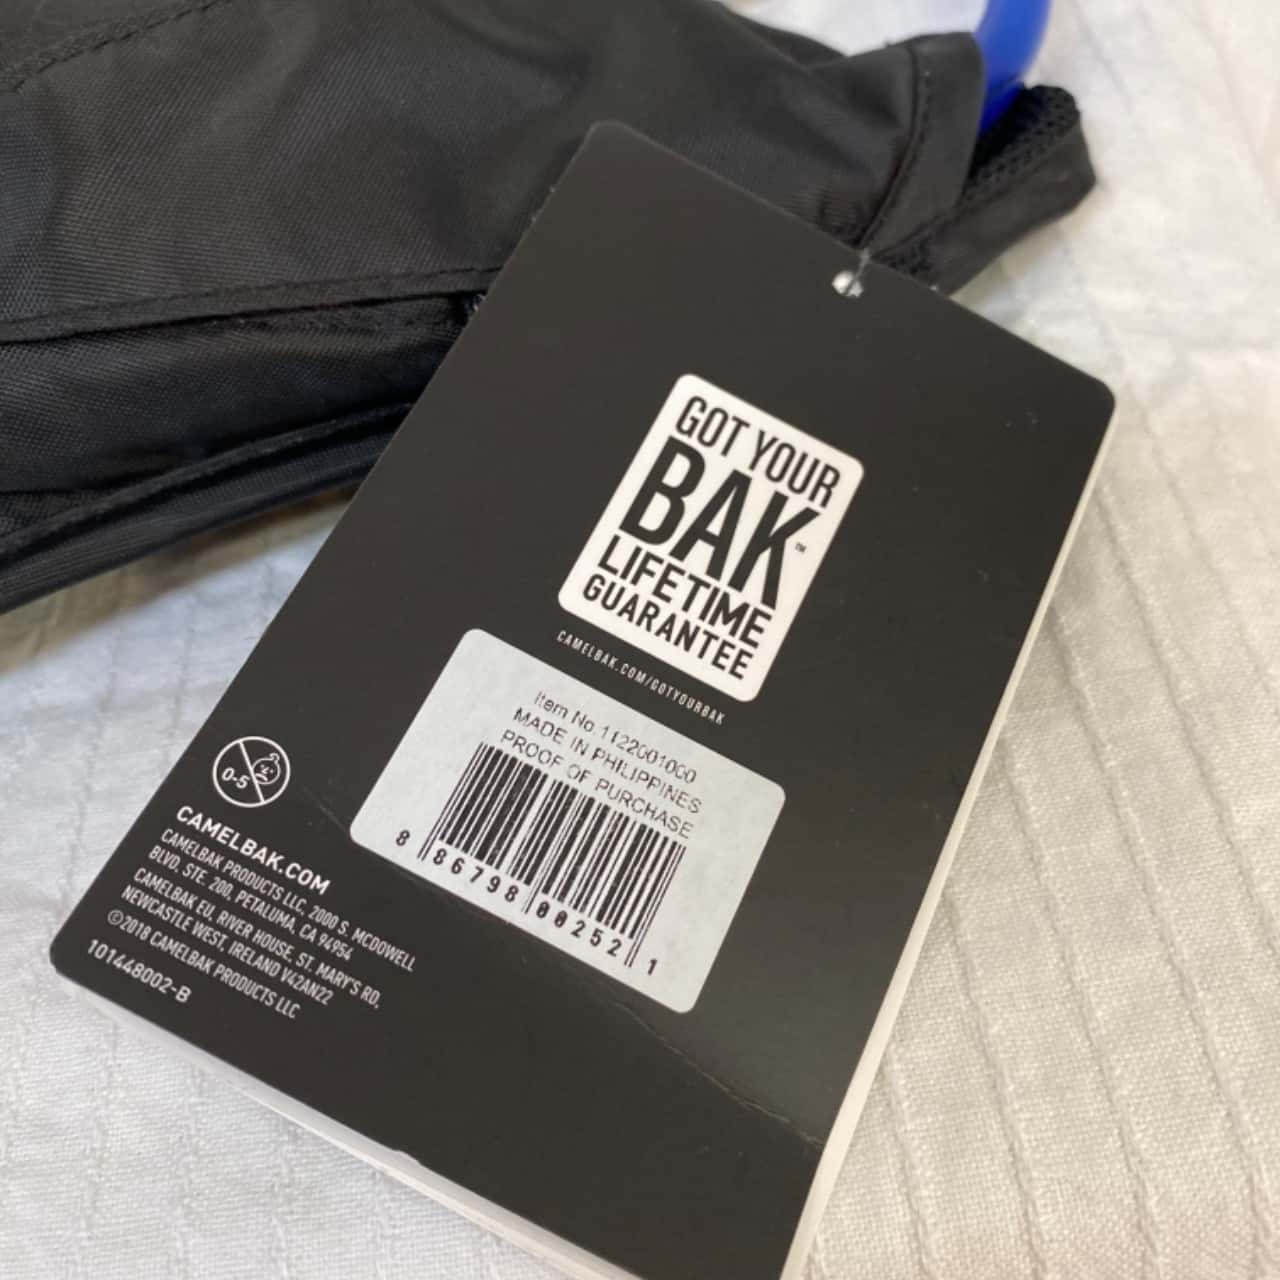 GOT YOUR
BAK™
LIFETIME
GUARANTEE
CAMELBAK.COM/GOTYOURBAK
Item No.1122001000
MADE IN PHILIPPINES
PROOF OF PURCHASE
8 86798 00252 1
0-5
CAMELBAK.COM
CAMELBAK PRODUCTS LLC, 2000 S. MCDOWELL
BLVD, STE. 200, PETALUMA, CA 94954
CAMELBAK EU, RIVER HOUSE, ST. MARY'S RD,
NEWCASTLE WEST, IRELAND V42AN22
©2018 CAMELBAK PRODUCTS LLC
101448002-B